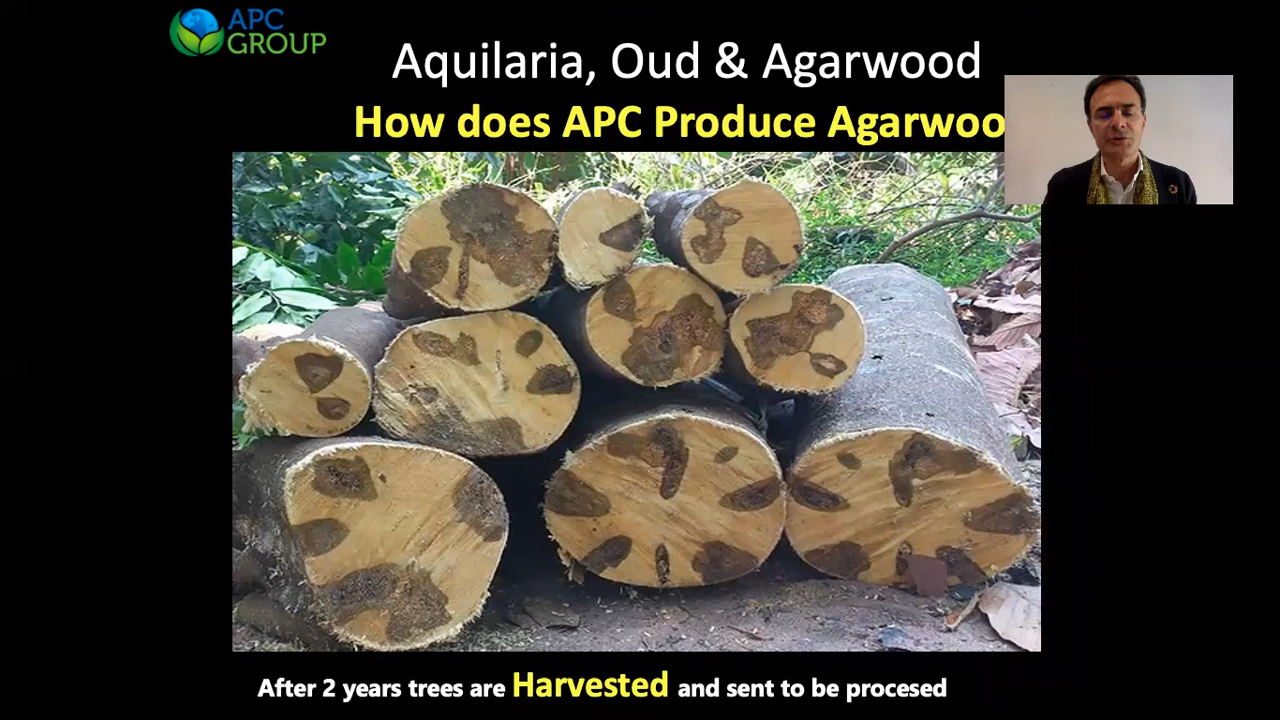 APC
GROUP
Aquilaria, Oud & Agarwood
How does APC Produce Agarwoo
After 2 years trees are Harvested and sent to be procesed